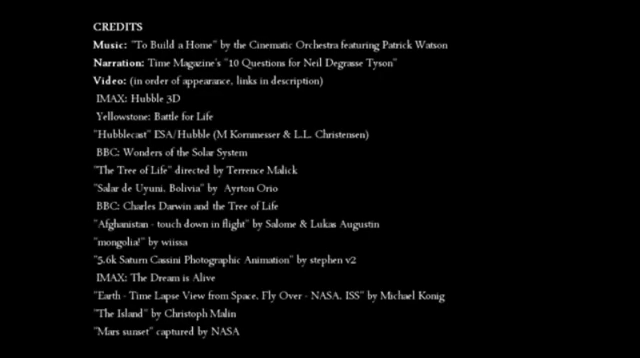 CREDITS
Music: "To Build a Home" by the Cinematic Orchestra featuring Patrick Watson
Narration: Time Magazine's "10 Questions for Neil Degrasse Tyson"
Video: (in order of appearance, links in description)
IMAX: Hubble 3D
Yellowstone: Battle for Life
"Hubblecast" ESA/Hubble (M Kornmesser & L.L. Christensen)
BBC: Wonders of the Solar System
"The Tree of Life" directed by Terrence Malick
"Salar de Uyuni, Bolivia" by Ayrton Orio
BBC: Charles Darwin and the Tree of Life
"Afghanistan - touch down in flight" by Salome & Lukas Augustin
"mongolia!" by wiissa
"5.6k Saturn Cassini Photographic Animation" by stephen v2
IMAX: The Dream is Alive
"Earth - Time Lapse View from Space, Fly Over - NASA, ISS" by Michael Konig
"The Island" by Christoph Malin
"Mars sunset" captured by NASA